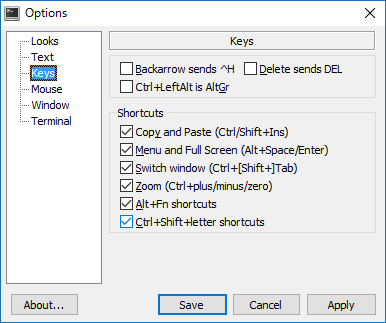 Options
Looks
Text
Keys
Mouse
Window
Terminal
Keys
Backarrow sends ^H Delete sends DEL
Ctrl+LeftAlt is AltGr
Shortcuts
Copy and Paste (Ctrl/Shift+Ins)
Menu and Full Screen (Alt+Space/Enter)
Switch window (Ctrl+[Shift+]Tab)
Zoom (Ctrl+plus/minus/zero)
Alt+Fn shortcuts
Ctrl+Shift+letter shortcuts
About... Save Cancel Apply